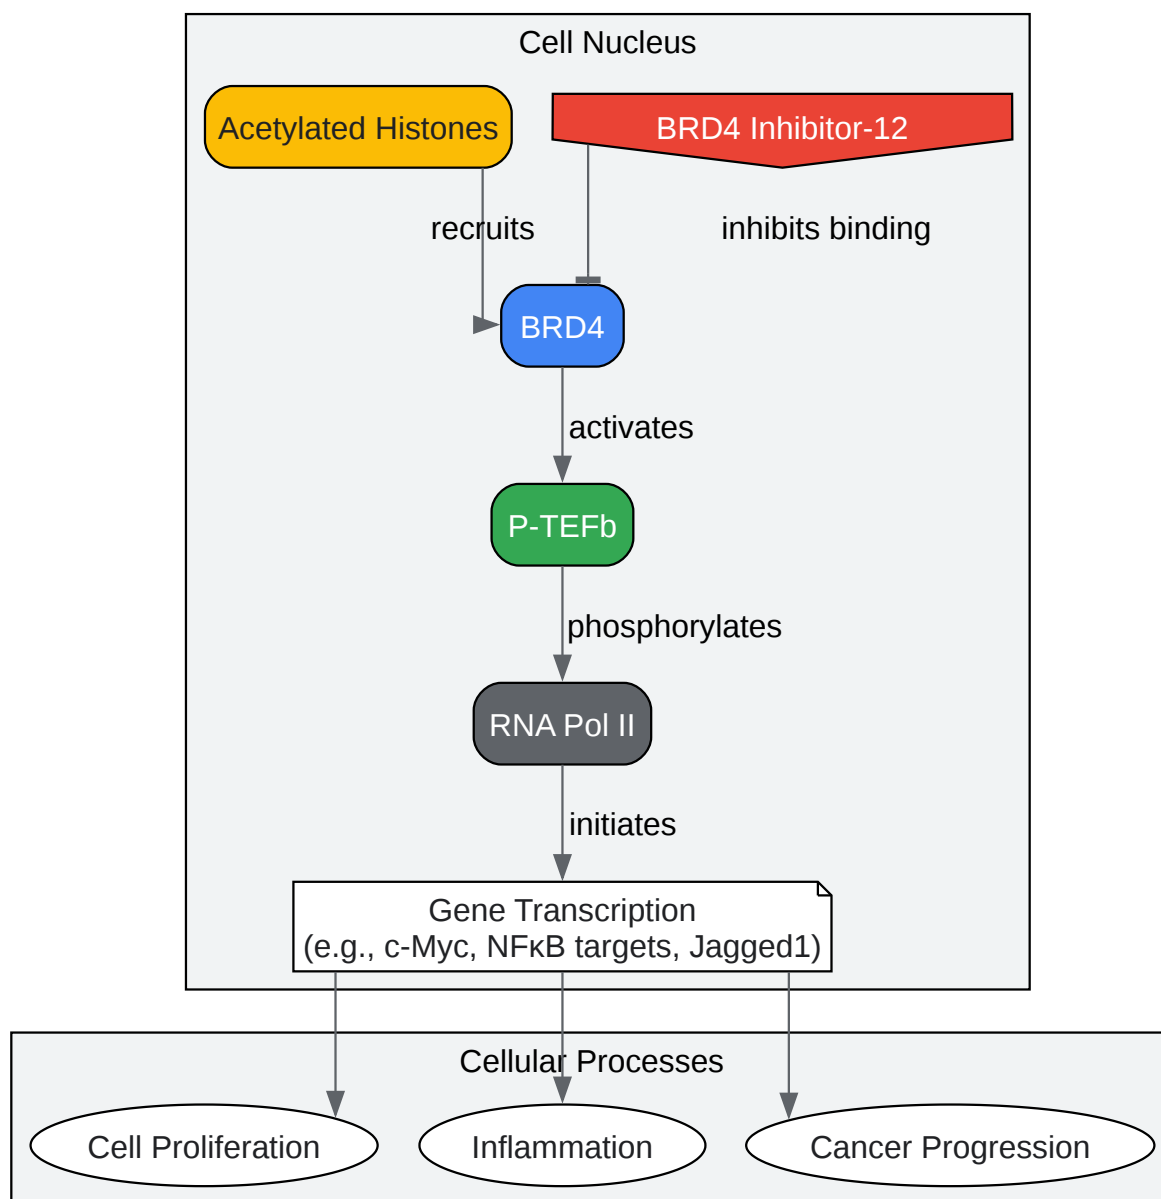 Cell Nucleus
Acetylated Histones
BRD4 Inhibitor-12
recruits
inhibits binding
BRD4
activates
P-TEFb
phosphorylates
RNA Pol II
initiates
Gene Transcription
(e.g., c-Myc, NFκB targets, Jagged1)
Cellular Processes
Cell Proliferation
Inflammation
Cancer Progression